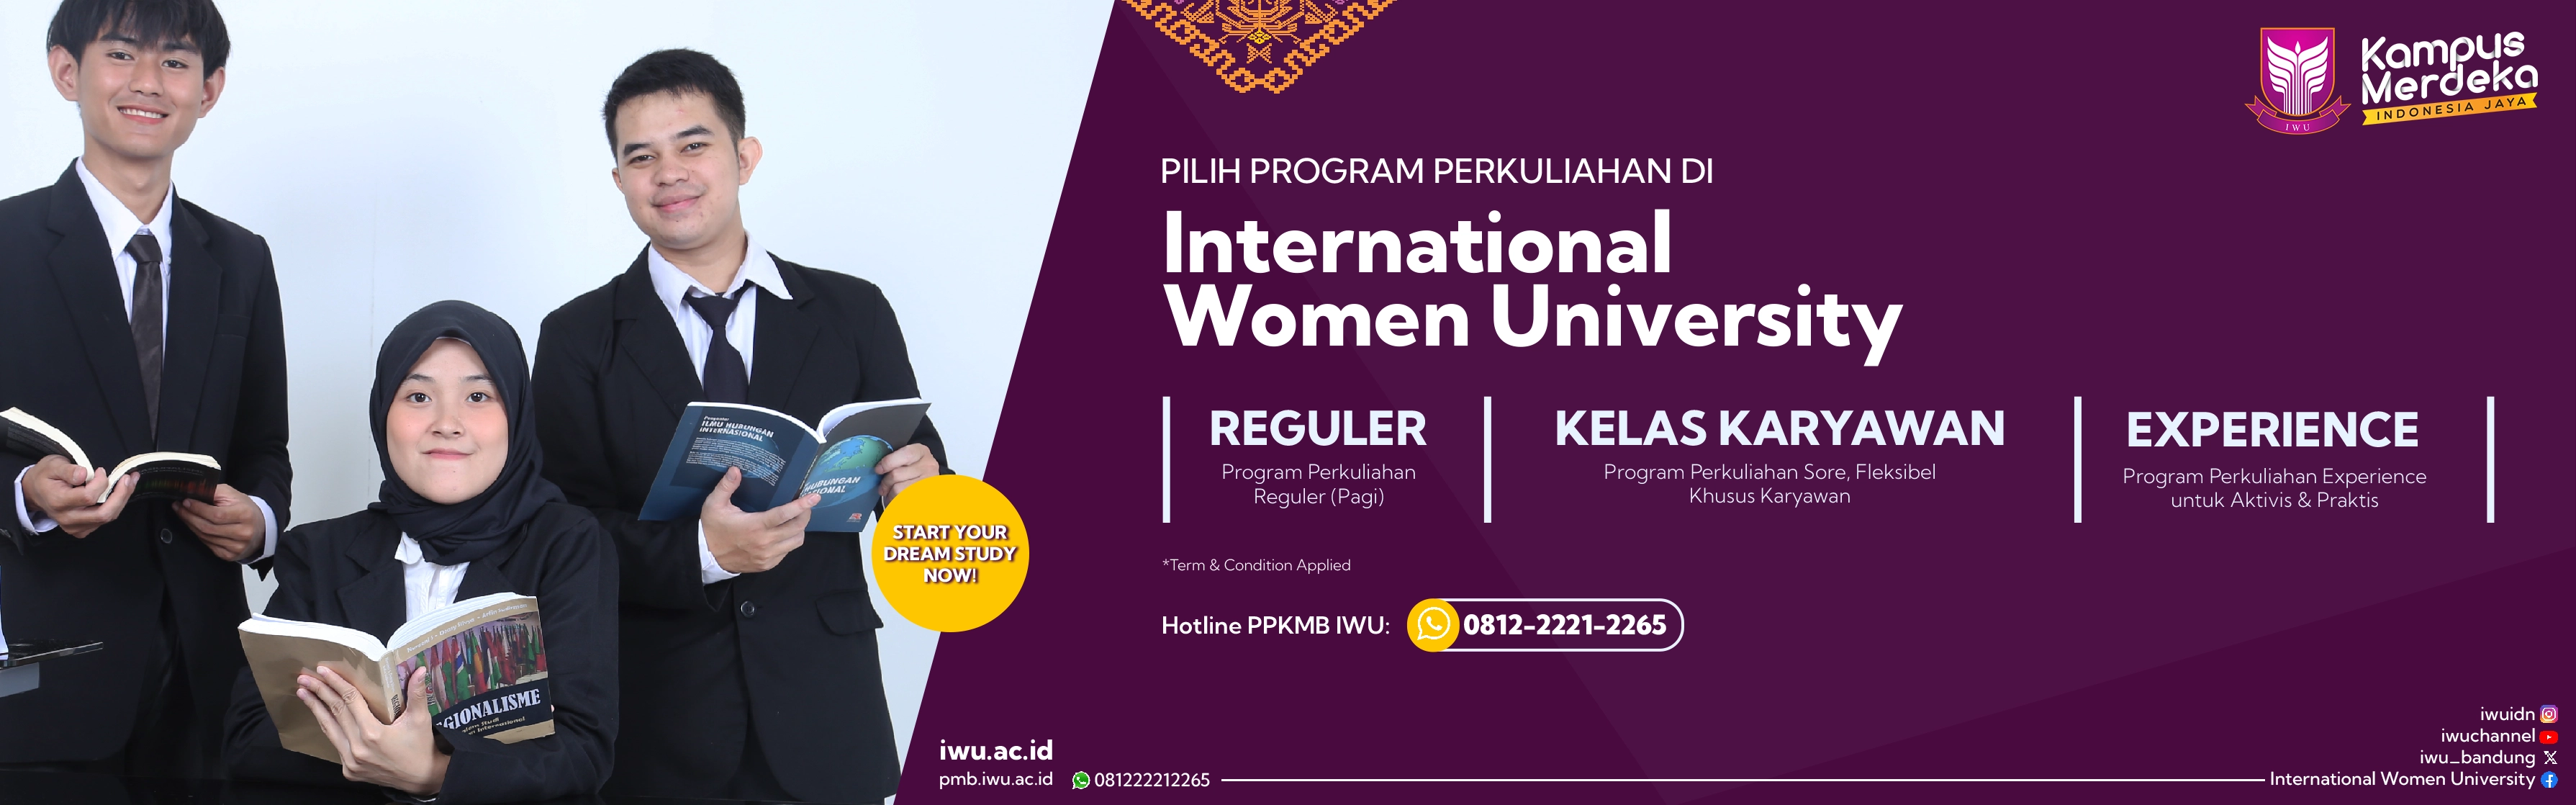 Kampus
Merdeka
INDONESIA JAYA
IWU
PILIH PROGRAM PERKULIAHAN DI
International
Women University
REGULER
Program Perkuliahan
Reguler (Pagi)
KELAS KARYAWAN
Program Perkuliahan Sore, Fleksibel
Khusus Karyawan
EXPERIENCE
Program Perkuliahan Experience
untuk Aktivis & Praktis
*Term & Condition Applied
Hotline PPKMB IWU: 0812-2221-2265
START YOUR
DREAM STUDY
NOW!
Pengantar
ILMU HUBUNGAN
INTERNASIONAL
HUBUNGAN
GIONALISME
iwu.ac.id
pmb.iwu.ac.id 081222212265
iwuidn
iwuchannel
iwu_bandung
International Women University